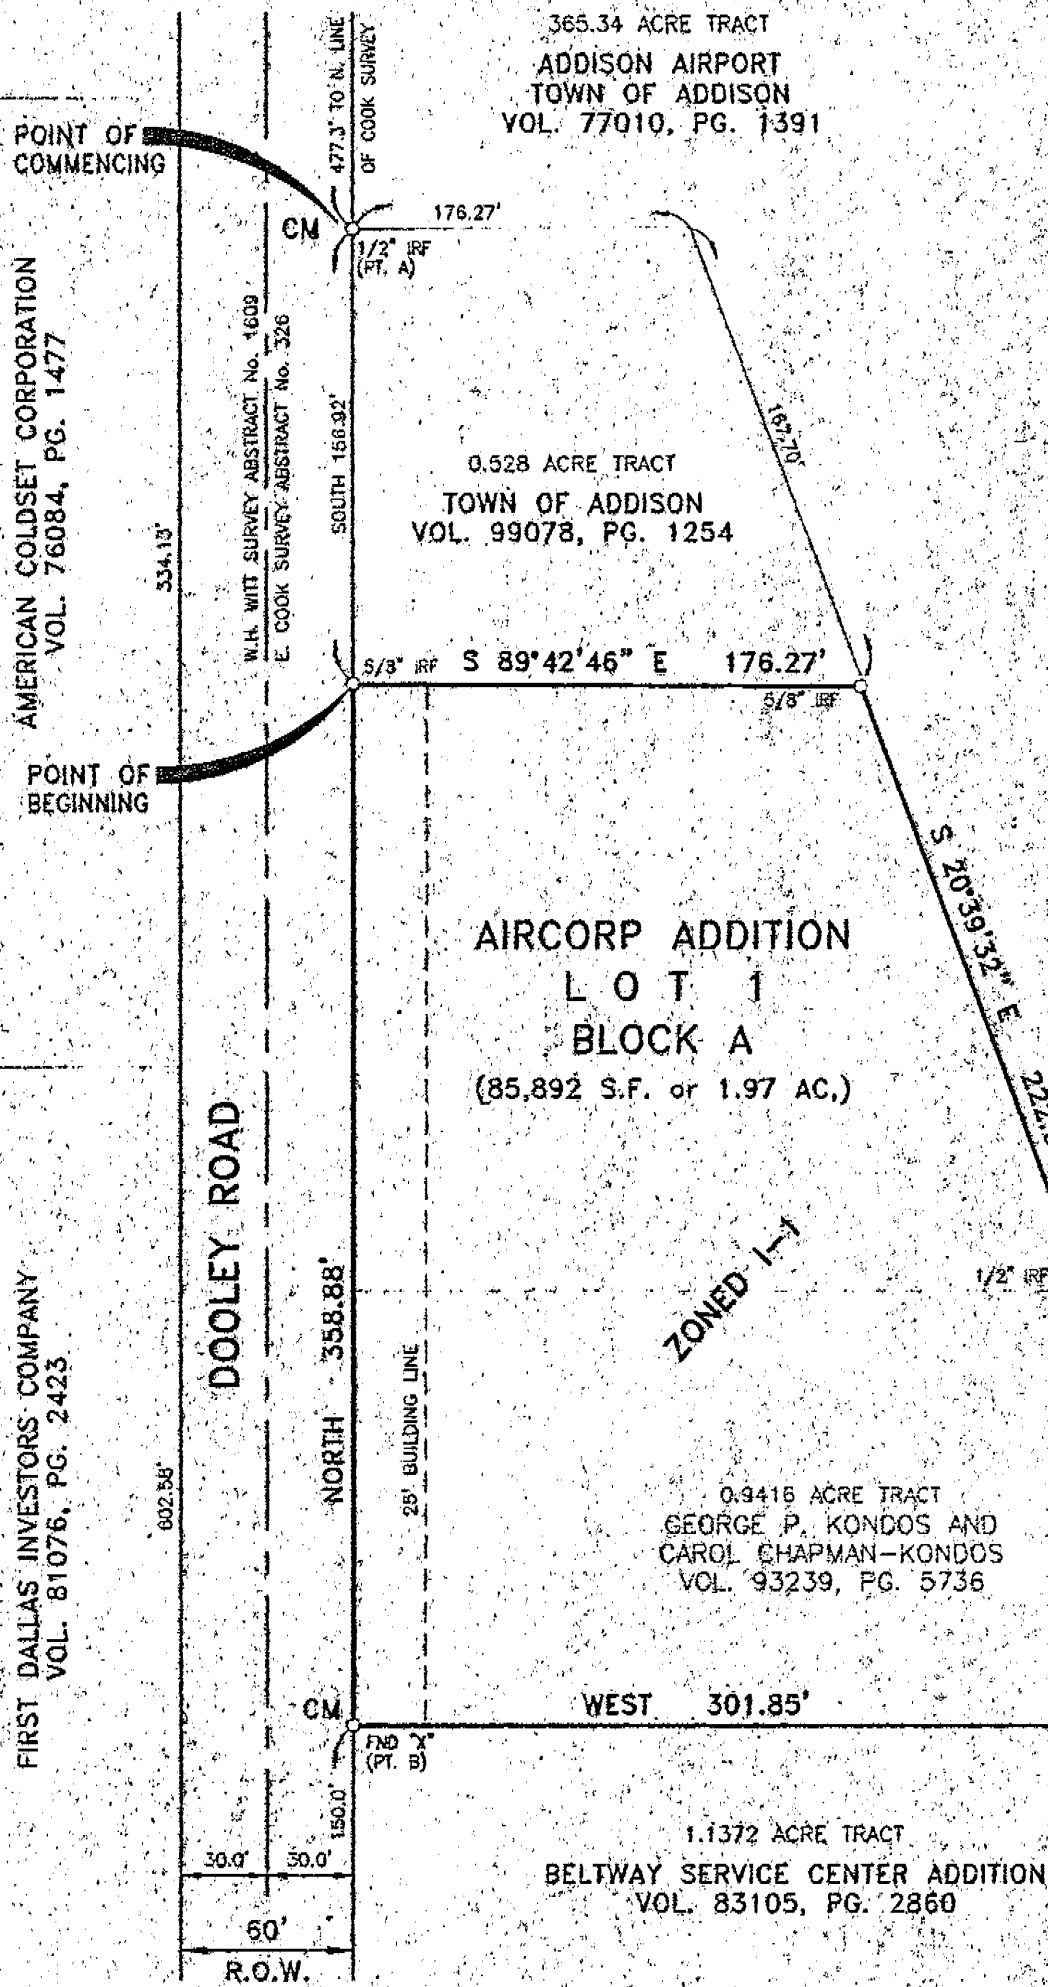 365.34 ACRE TRACT
ADDISON AIRPORT
TOWN OF ADDISON
VOL. 77010, PG. 1391
477.3' TO N. LINE
OF COOK SURVEY
POINT OF
COMMENCING
CM
176.27'
1/2" IRF
(PT. A)
AMERICAN COLDSET CORPORATION
VOL. 76084, PG. 1477
334.13'
W.H. WITT SURVEY ABSTRACT No. 1609
E. COOK SURVEY ABSTRACT No. 326
SOUTH 156.92'
167.70'
0.528 ACRE TRACT
TOWN OF ADDISON
VOL. 99078, PG. 1254
5/8" IRF
S 89°42'46" E 176.27'
5/8" IRF
POINT OF
BEGINNING
S 20°39'32" E
AIRCORP ADDITION
LOT 1
BLOCK A
(85,892 S.F. or 1.97 AC.)
DOOLEY ROAD
NORTH 358.88'
25' BUILDING LINE
ZONED I-1
1/2" IRF
FIRST DALLAS INVESTORS COMPANY
VOL. 81076, PG. 2423
602.58'
0.9416 ACRE TRACT
GEORGE P. KONDOS AND
CAROL CHAPMAN-KONDOS
VOL. 93239, PG. 5736
CM
WEST 301.85'
FND "X"
(PT. B)
150.0'
1.1372 ACRE TRACT
BELTWAY SERVICE CENTER ADDITION
VOL. 83105, PG. 2860
30.0' 30.0'
60'
R.O.W.